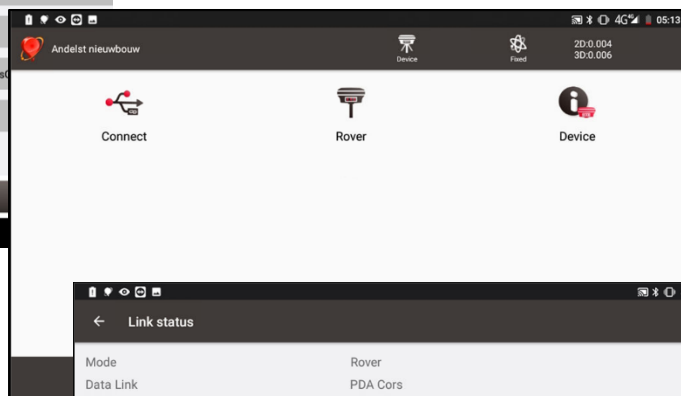 4G 05:13
Andelst nieuwbouw
Device
Fixed
2D:0.004
3D:0.006
Connect
Rover
Device
Link status
Mode Rover
Data Link PDA Cors